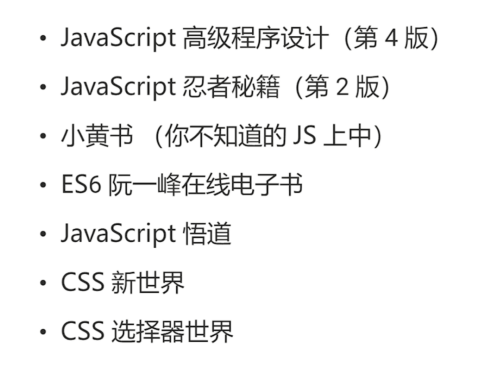 • JavaScript 高级程序设计（第 4 版）
• JavaScript 忍者秘籍（第 2 版）
• 小黄书 （你不知道的 JS 上中）
• ES6 阮一峰在线电子书
• JavaScript 悟道
• CSS 新世界
• CSS 选择器世界